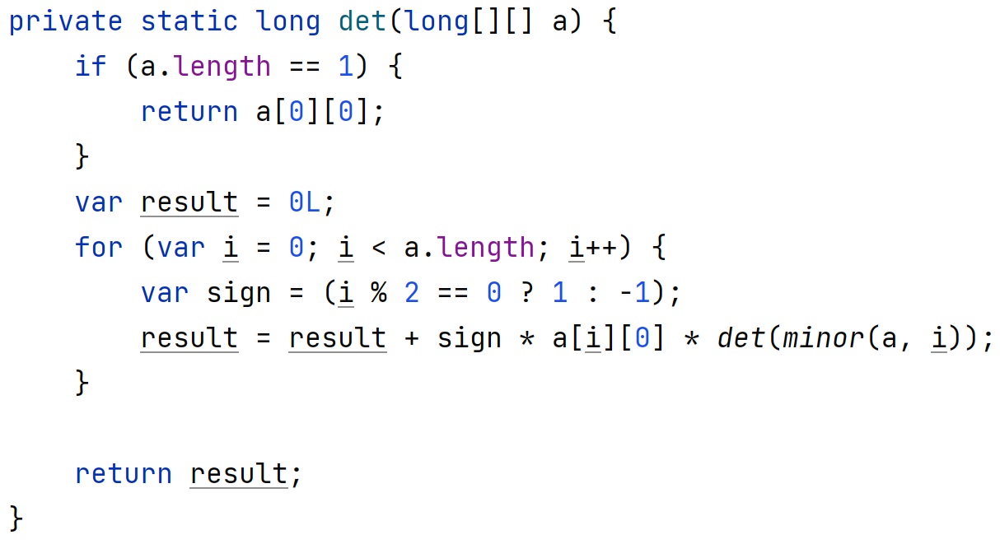 private static long det(long[][] a) {
    if (a.length == 1) {
        return a[0][0];
    }
    var result = 0L;
    for (var i = 0; i < a.length; i++) {
        var sign = (i % 2 == 0 ? 1 : -1);
        result = result + sign * a[i][0] * det(minor(a, i));
    }

    return result;
}